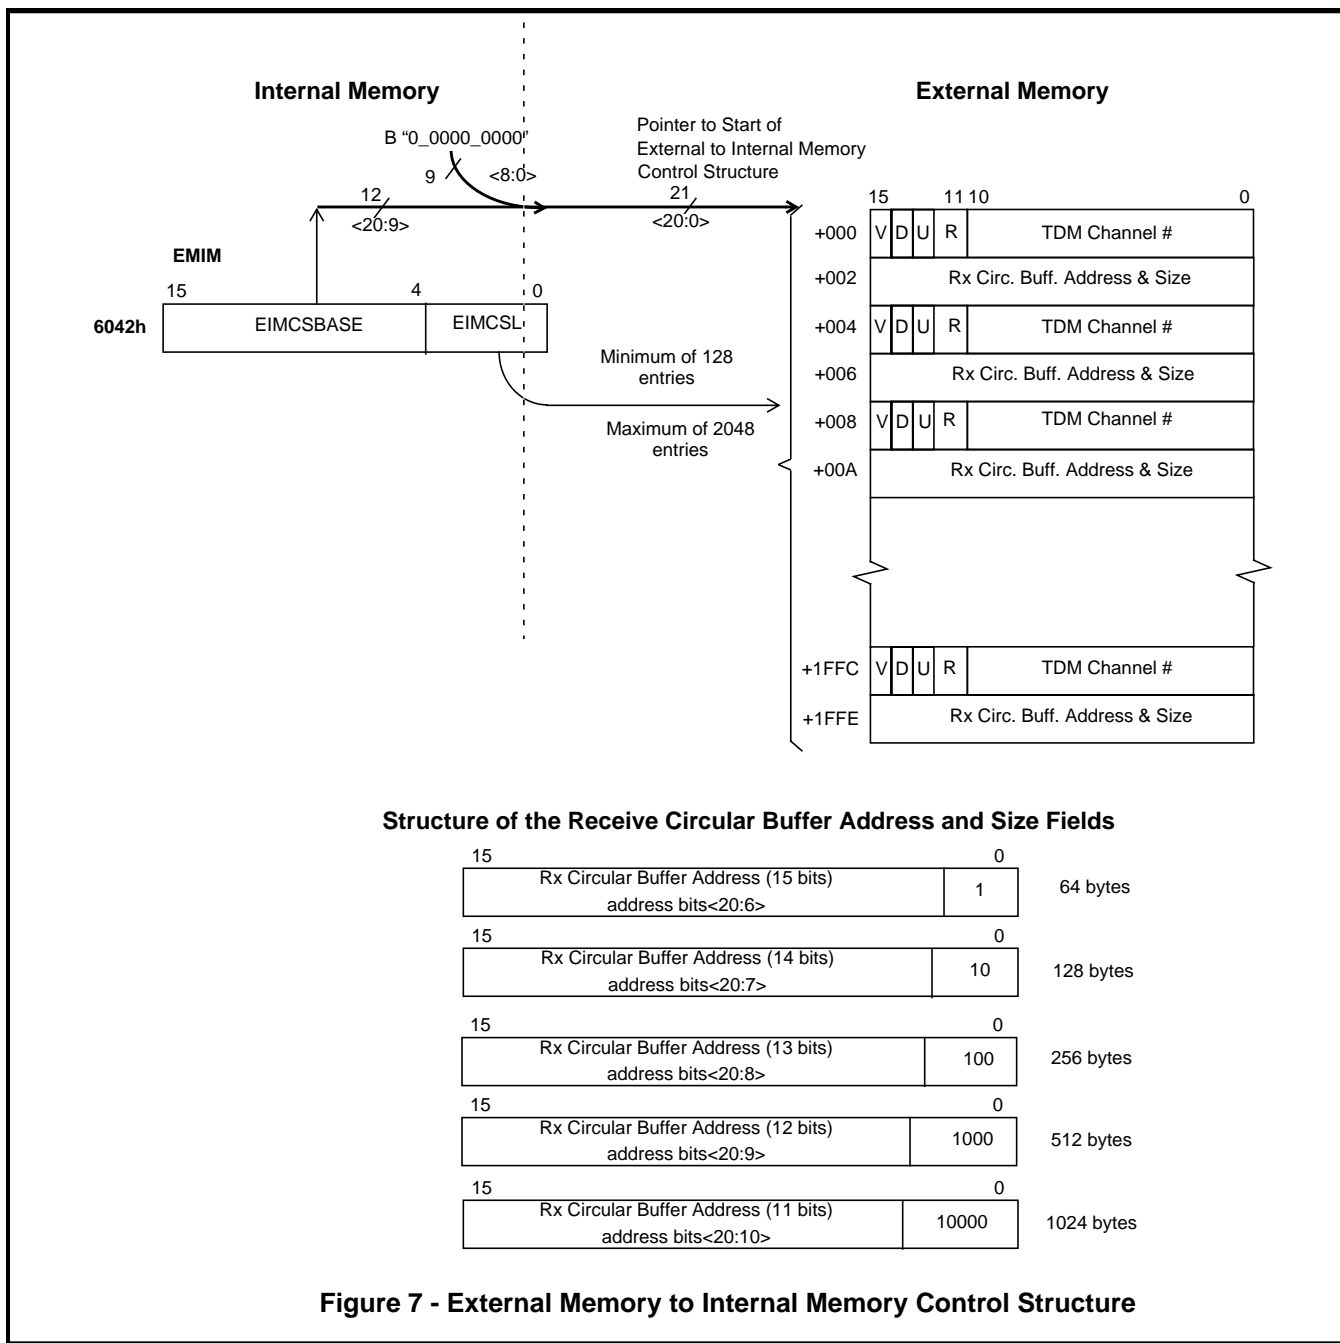 Internal Memory
External Memory
B “0_0000_0000”
9
<8:0>
Pointer to Start of
External to Internal Memory
Control Structure
12
<20:9>
21
<20:0>
EMIM
15 4 0
6042h EIMCSBASE EIMCSL
Minimum of 128
entries
Maximum of 2048
entries
15 11 10 0
+000 V D U R TDM Channel #
+002 Rx Circ. Buff. Address & Size
+004 V D U R TDM Channel #
+006 Rx Circ. Buff. Address & Size
+008 V D U R TDM Channel #
+00A Rx Circ. Buff. Address & Size
+1FFC V D U R TDM Channel #
+1FFE Rx Circ. Buff. Address & Size
Structure of the Receive Circular Buffer Address and Size Fields
15 0
Rx Circular Buffer Address (15 bits)
address bits<20:6>
1 64 bytes
15 0
Rx Circular Buffer Address (14 bits)
address bits<20:7>
10 128 bytes
15 0
Rx Circular Buffer Address (13 bits)
address bits<20:8>
100 256 bytes
15 0
Rx Circular Buffer Address (12 bits)
address bits<20:9>
1000 512 bytes
15 0
Rx Circular Buffer Address (11 bits)
address bits<20:10>
10000 1024 bytes
Figure 7 - External Memory to Internal Memory Control Structure